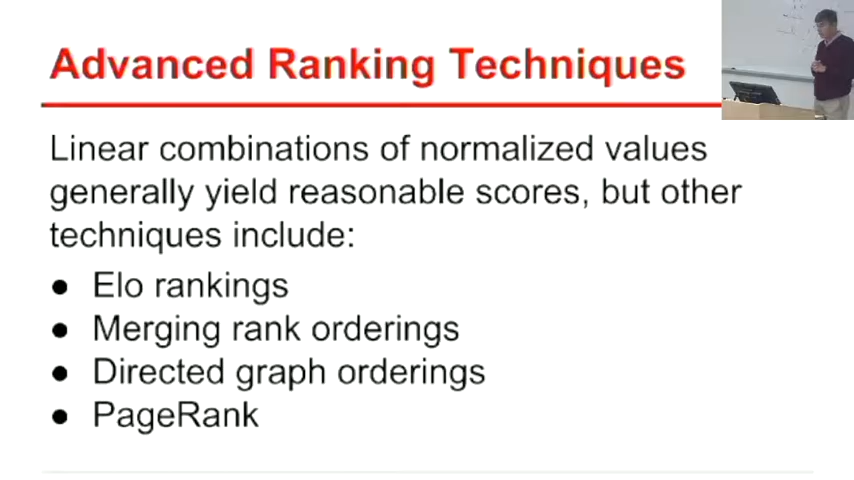 Advanced Ranking Techniques
Linear combinations of normalized values
generally yield reasonable scores, but other
techniques include:
● Elo rankings
● Merging rank orderings
● Directed graph orderings
● PageRank